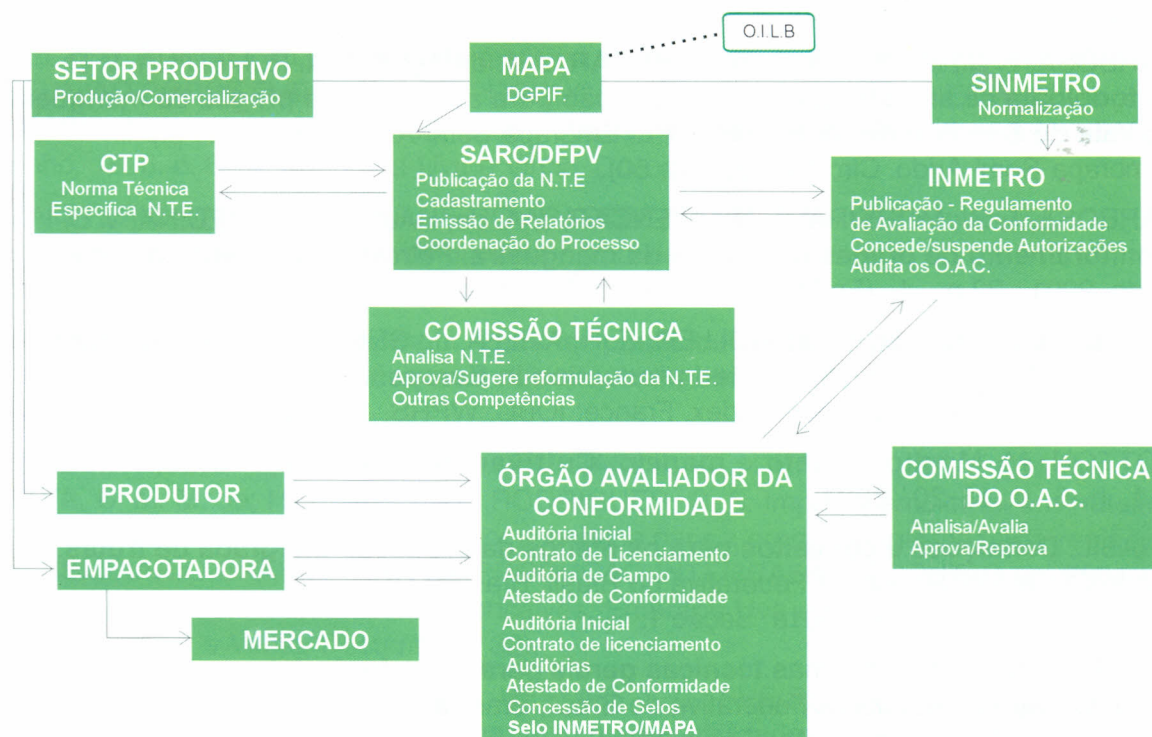 O.I.L.B
SETOR PRODUTIVO
Produção/Comercialização
MAPA
DGPIF.
SINMETRO
Normalização
CTP
Norma Técnica
Especifica N.T.E.
SARC/DFPV
Publicação da N.T.E
Cadastramento
Emissão de Relatórios
Coordenação do Processo
INMETRO
Publicação - Regulamento
de Avaliação da Conformidade
Concede/suspende Autorizações
Audita os O.A.C.
COMISSÃO TÉCNICA
Analisa N.T.E.
Aprova/Sugere reformulação da N.T.E.
Outras Competências
PRODUTOR
EMPACOTADORA
MERCADO
ÓRGÃO AVALIADOR DA
CONFORMIDADE
Auditória Inicial
Contrato de Licenciamento
Auditória de Campo
Atestado de Conformidade
Auditória Inicial
Contrato de licenciamento
Auditórias
Atestado de Conformidade
Concessão de Selos
Selo INMETRO/MAPA
COMISSÃO TÉCNICA
DO O.A.C.
Analisa/Avalia
Aprova/Reprova